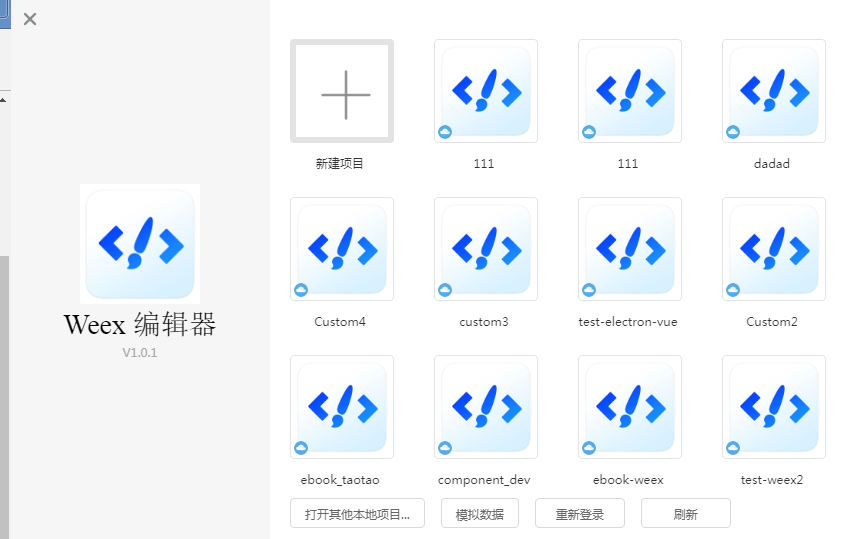 Weex 编辑器
V1.0.1
新建项目
111
111
dadad
Custom4
custom3
test-electron-vue
Custom2
ebook_taotao
component_dev
ebook-weex
test-weex2
打开其他本地项目...
模拟数据
重新登录
刷新